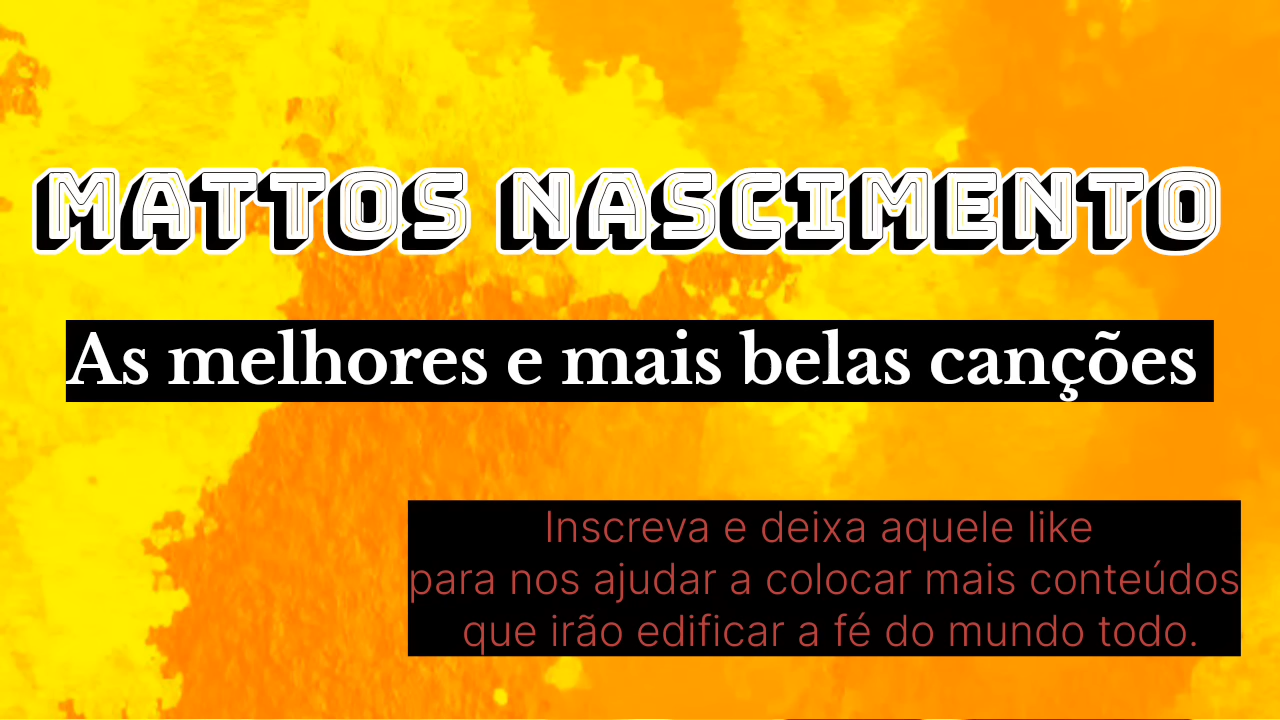 MATTOS NASCIMENTO
As melhores e mais belas canções
Inscreva e deixa aquele like
para nos ajudar a colocar mais conteúdos
que irão edificar a fé do mundo todo.